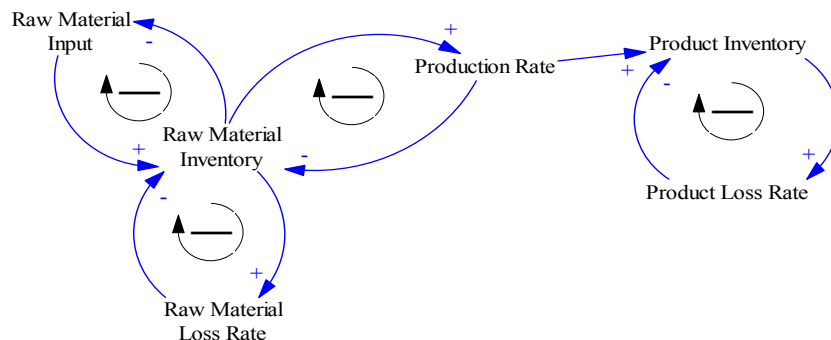 Raw Material
Input
-
+
Production Rate
+
Product Inventory
-
+
Raw Material
Inventory
+
-
-
+
Product Loss Rate
+
Raw Material
Loss Rate